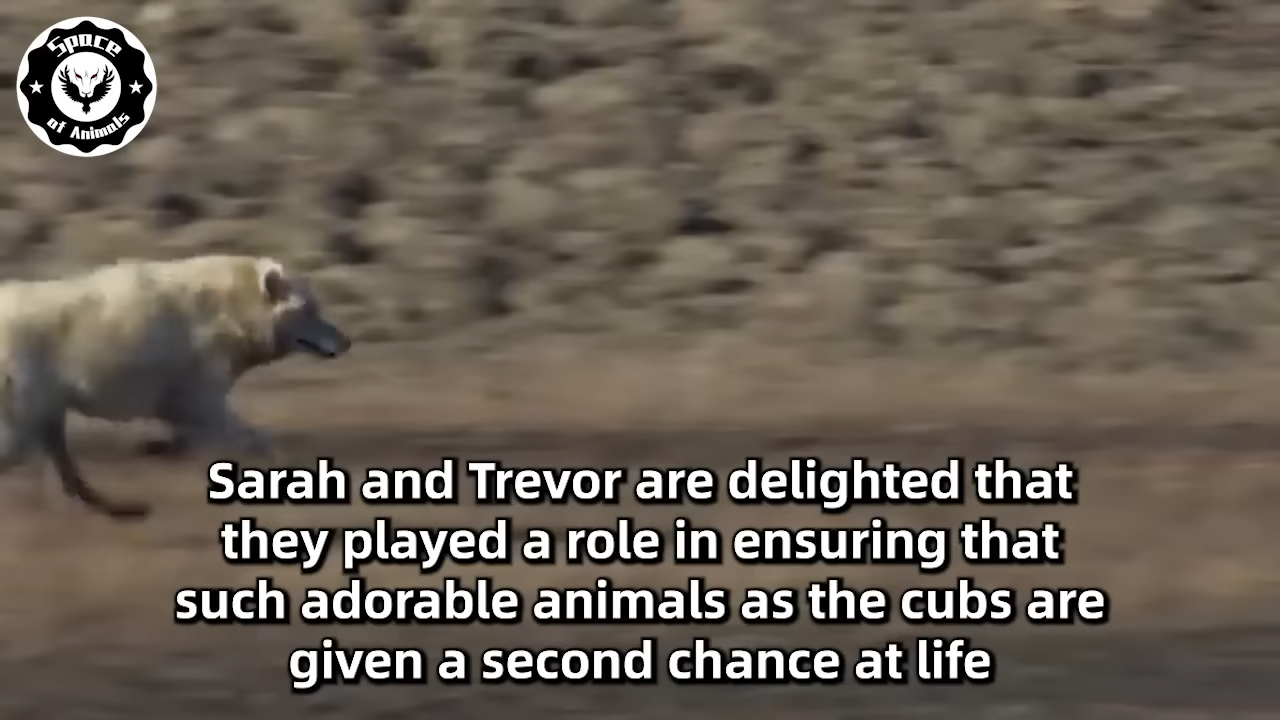 Space
of Animals
Sarah and Trevor are delighted that
they played a role in ensuring that
such adorable animals as the cubs are
given a second chance at life